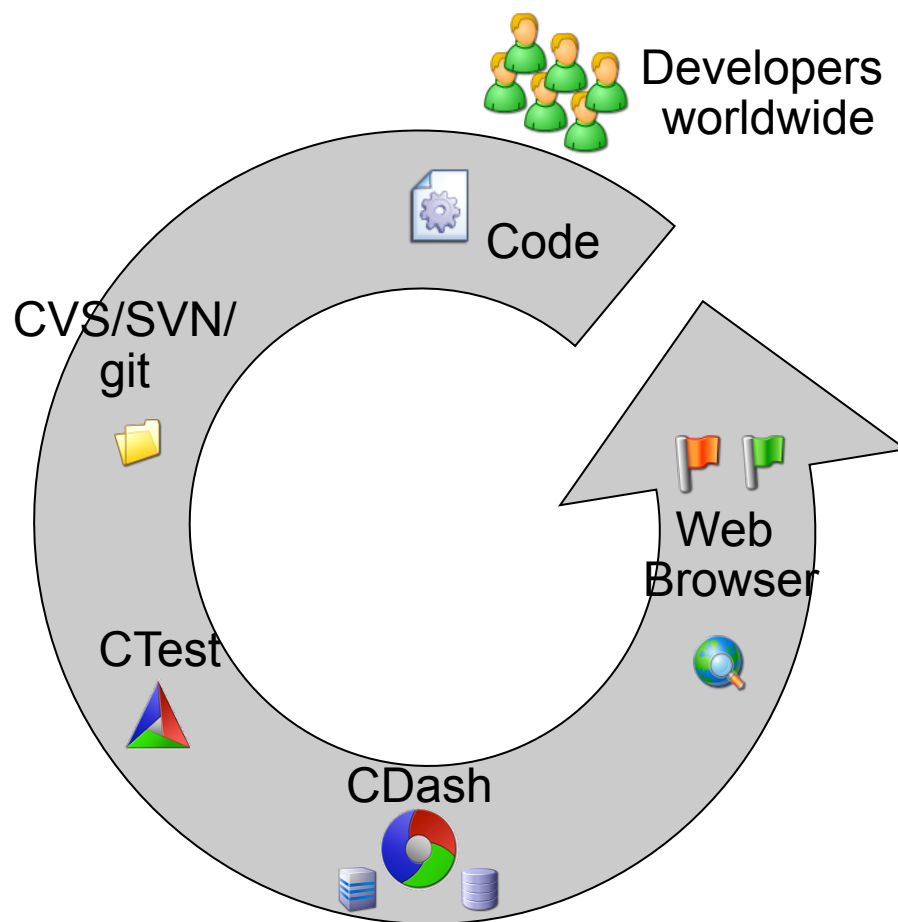 Developers
worldwide
Code
CVS/SVN/
git
CTest
CDash
Web
Browser